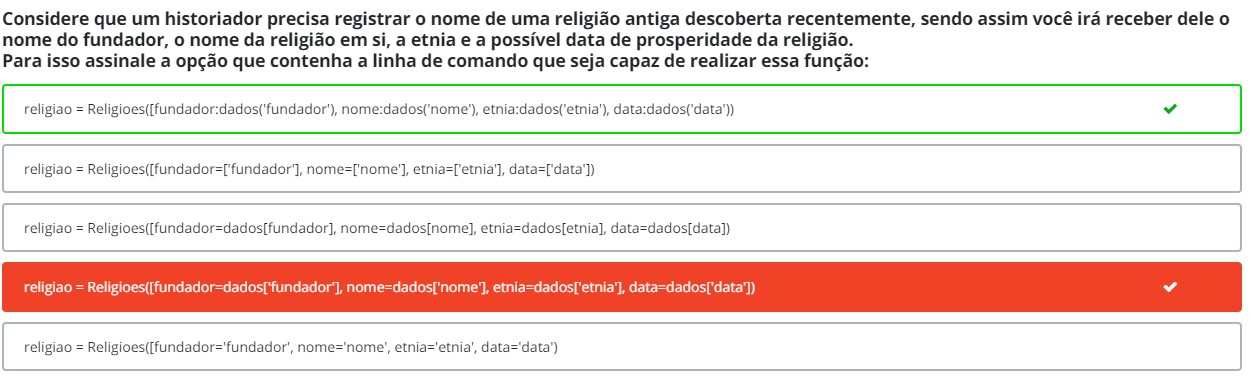 Considere que um historiador precisa registrar o nome de uma religião antiga descoberta recentemente, sendo assim você irá receber dele o
nome do fundador, o nome da religião em si, a etnia e a possível data de prosperidade da religião.
Para isso assinale a opção que contenha a linha de comando que seja capaz de realizar essa função:
religiao = Religioes([fundador:dados('fundador'), nome:dados('nome'), etnia:dados('etnia'), data:dados('data'))
religiao = Religioes([fundador=['fundador'], nome=['nome'], etnia=['etnia'], data=['data'])
religiao = Religioes([fundador=dados[fundador], nome=dados[nome], etnia=dados[etnia], data=dados[data])
religiao = Religioes([fundador=dados['fundador'], nome=dados['nome'], etnia=dados['etnia'], data=dados['data'])
religiao = Religioes([fundador='fundador', nome='nome', etnia='etnia', data='data')